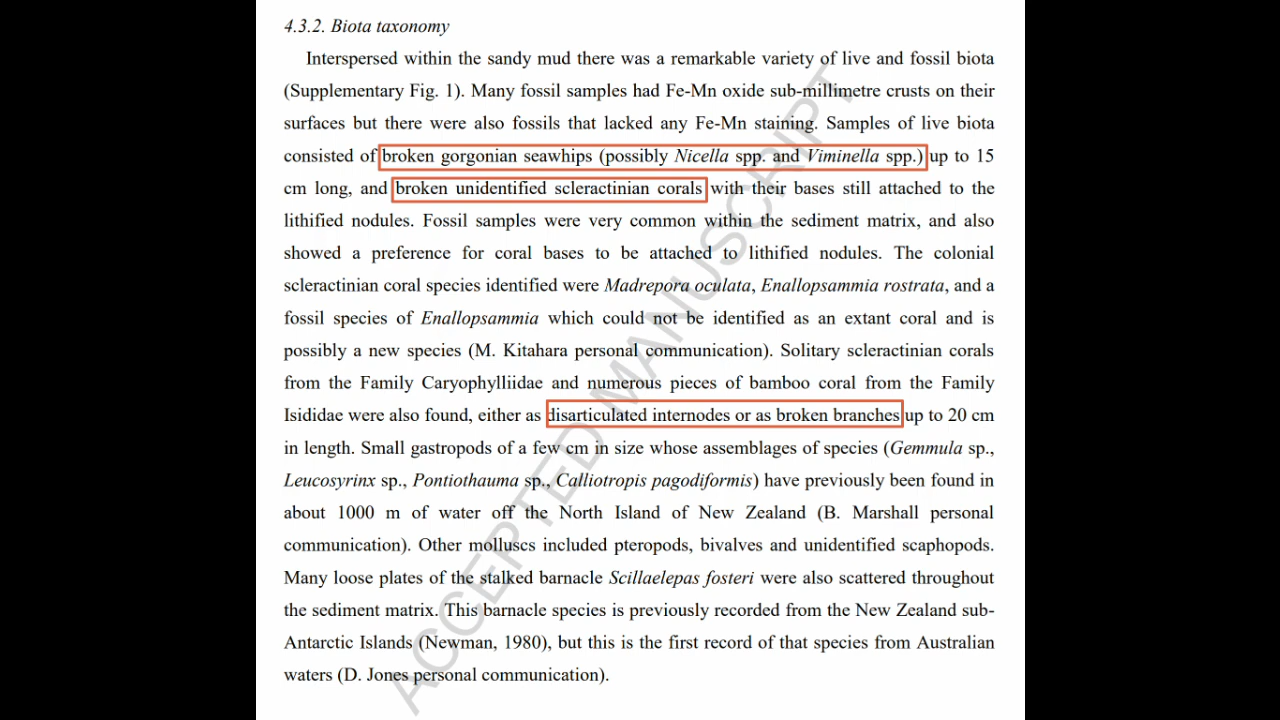 4.3.2. Biota taxonomy
Interspersed within the sandy mud there was a remarkable variety of live and fossil biota
(Supplementary Fig. 1). Many fossil samples had Fe-Mn oxide sub-millimetre crusts on their
surfaces but there were also fossils that lacked any Fe-Mn staining. Samples of live biota
consisted of broken gorgonian seawhips (possibly Nicella spp. and Viminella spp.) up to 15
cm long, and broken unidentified scleractinian corals with their bases still attached to the
lithified nodules. Fossil samples were very common within the sediment matrix, and also
showed a preference for coral bases to be attached to lithified nodules. The colonial
scleractinian coral species identified were Madrepora oculata, Enallopsammia rostrata, and a
fossil species of Enallopsammia which could not be identified as an extant coral and is
possibly a new species (M. Kitahara personal communication). Solitary scleractinian corals
from the Family Caryophylliidae and numerous pieces of bamboo coral from the Family
Isididae were also found, either as disarticulated internodes or as broken branches up to 20 cm
in length. Small gastropods of a few cm in size whose assemblages of species (Gemmula sp.,
Leucosyrinx sp., Pontiothauma sp., Calliotropis pagodiformis) have previously been found in
about 1000 m of water off the North Island of New Zealand (B. Marshall personal
communication). Other molluscs included pteropods, bivalves and unidentified scaphopods.
Many loose plates of the stalked barnacle Scillaelepas fosteri were also scattered throughout
the sediment matrix. This barnacle species is previously recorded from the New Zealand sub-
Antarctic Islands (Newman, 1980), but this is the first record of that species from Australian
waters (D. Jones personal communication).
ACCEPTED MANUSCRIPT